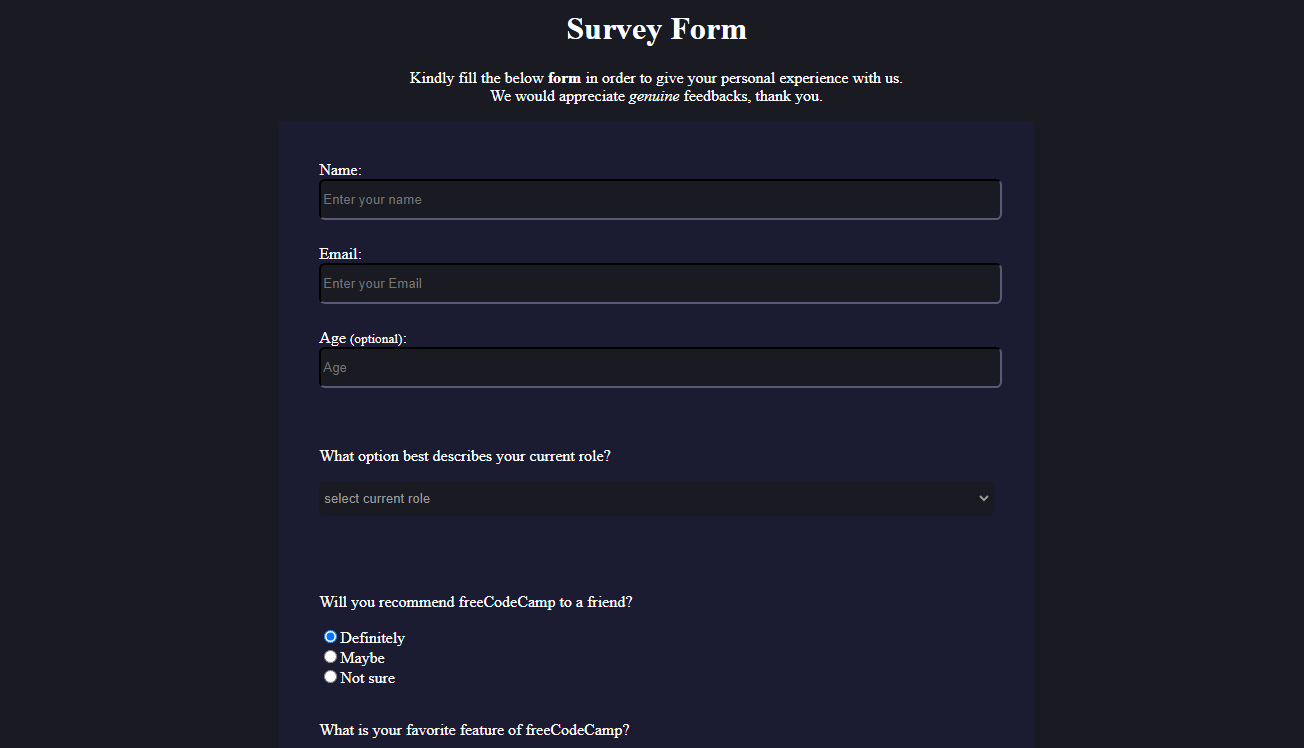 Survey Form
Kindly fill the below form in order to give your personal experience with us.
We would appreciate genuine feedbacks, thank you.
Name:
Enter your name
Email:
Enter your Email
Age (optional):
Age
What option best describes your current role?
select current role
Will you recommend freeCodeCamp to a friend?
Definitely
Maybe
Not sure
What is your favorite feature of freeCodeCamp?